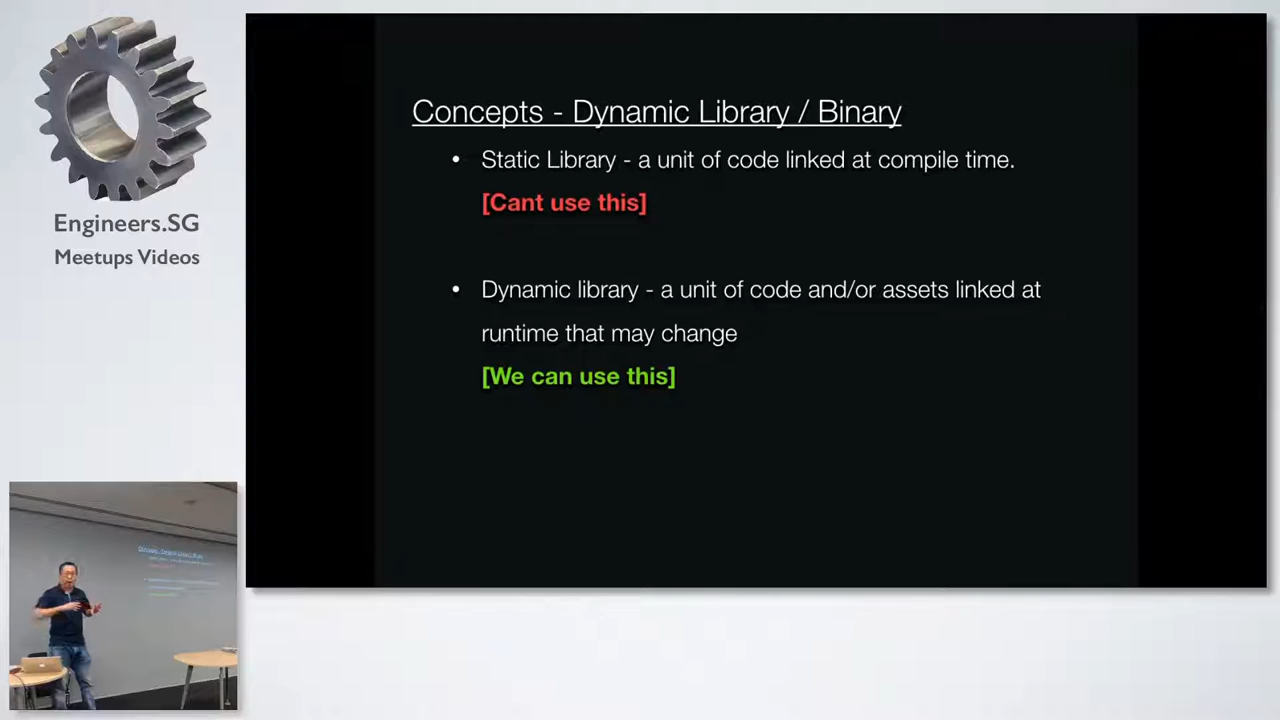 Engineers.SG
Meetups Videos
Concepts - Dynamic Library / Binary
• Static Library - a unit of code linked at compile time.
[Cant use this]
• Dynamic library - a unit of code and/or assets linked at
runtime that may change
[We can use this]